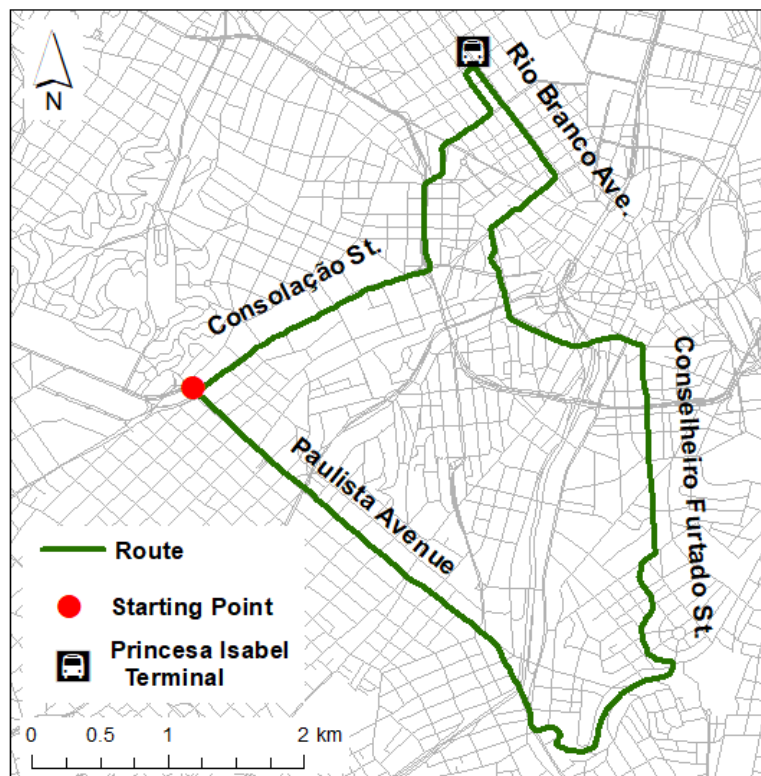 N
Rio Branco Ave.
Consolação St.
Conselheiro Furtado St.
Paulista Avenue
Route
Starting Point
Princesa Isabel
Terminal
0 0.5 1 2 km